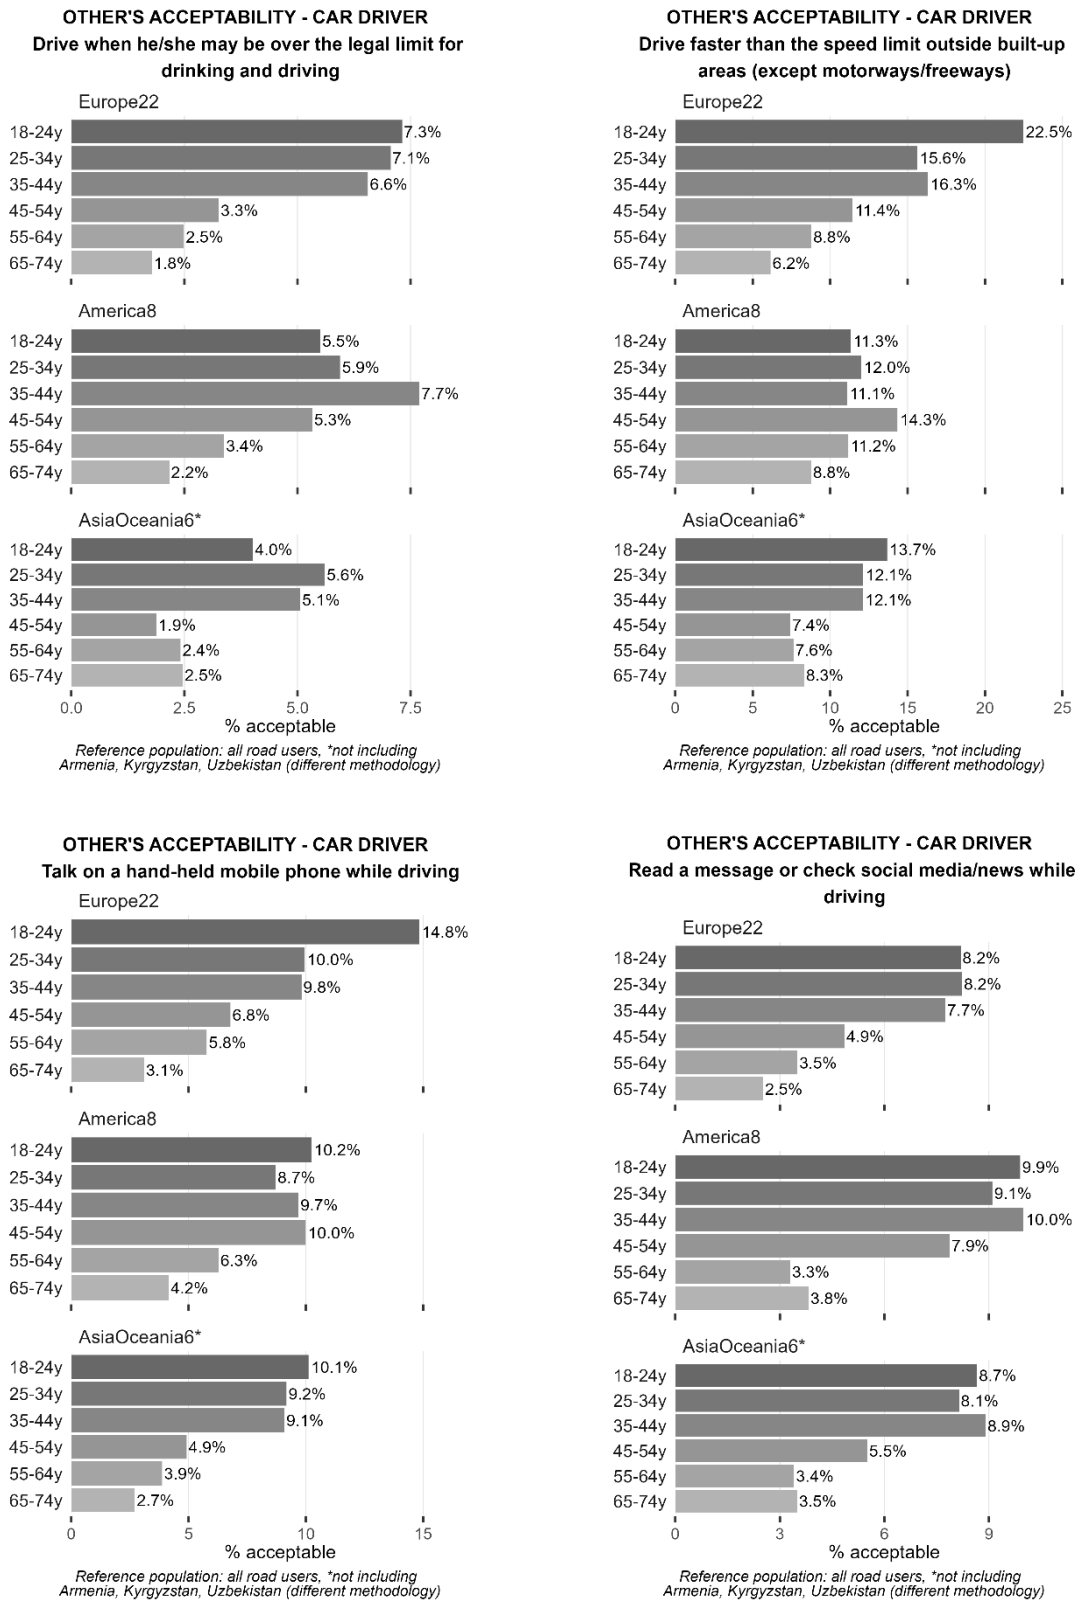 OTHER'S ACCEPTABILITY - CAR DRIVER
Drive when he/she may be over the legal limit for
drinking and driving
Europe22
18-24y 7.3%
25-34y 7.1%
35-44y 6.6%
45-54y 3.3%
55-64y 2.5%
65-74y 1.8%
America8
18-24y 5.5%
25-34y 5.9%
35-44y 7.7%
45-54y 5.3%
55-64y 3.4%
65-74y 2.2%
AsiaOceania6*
18-24y 4.0%
25-34y 5.6%
35-44y 5.1%
45-54y 1.9%
55-64y 2.4%
65-74y 2.5%
0.0 2.5 5.0 7.5
% acceptable
Reference population: all road users, *not including
Armenia, Kyrgyzstan, Uzbekistan (different methodology)
OTHER'S ACCEPTABILITY - CAR DRIVER
Drive faster than the speed limit outside built-up
areas (except motorways/freeways)
Europe22
18-24y 22.5%
25-34y 15.6%
35-44y 16.3%
45-54y 11.4%
55-64y 8.8%
65-74y 6.2%
America8
18-24y 11.3%
25-34y 12.0%
35-44y 11.1%
45-54y 14.3%
55-64y 11.2%
65-74y 8.8%
AsiaOceania6*
18-24y 13.7%
25-34y 12.1%
35-44y 12.1%
45-54y 7.4%
55-64y 7.6%
65-74y 8.3%
0 5 10 15 20 25
% acceptable
Reference population: all road users, *not including
Armenia, Kyrgyzstan, Uzbekistan (different methodology)
OTHER'S ACCEPTABILITY - CAR DRIVER
Talk on a hand-held mobile phone while driving
Europe22
18-24y 14.8%
25-34y 10.0%
35-44y 9.8%
45-54y 6.8%
55-64y 5.8%
65-74y 3.1%
America8
18-24y 10.2%
25-34y 8.7%
35-44y 9.7%
45-54y 10.0%
55-64y 6.3%
65-74y 4.2%
AsiaOceania6*
18-24y 10.1%
25-34y 9.2%
35-44y 9.1%
45-54y 4.9%
55-64y 3.9%
65-74y 2.7%
0 5 10 15
% acceptable
Reference population: all road users, *not including
Armenia, Kyrgyzstan, Uzbekistan (different methodology)
OTHER'S ACCEPTABILITY - CAR DRIVER
Read a message or check social media/news while
driving
Europe22
18-24y 8.2%
25-34y 8.2%
35-44y 7.7%
45-54y 4.9%
55-64y 3.5%
65-74y 2.5%
America8
18-24y 9.9%
25-34y 9.1%
35-44y 10.0%
45-54y 7.9%
55-64y 3.3%
65-74y 3.8%
AsiaOceania6*
18-24y 8.7%
25-34y 8.1%
35-44y 8.9%
45-54y 5.5%
55-64y 3.4%
65-74y 3.5%
0 3 6 9
% acceptable
Reference population: all road users, *not including
Armenia, Kyrgyzstan, Uzbekistan (different methodology)